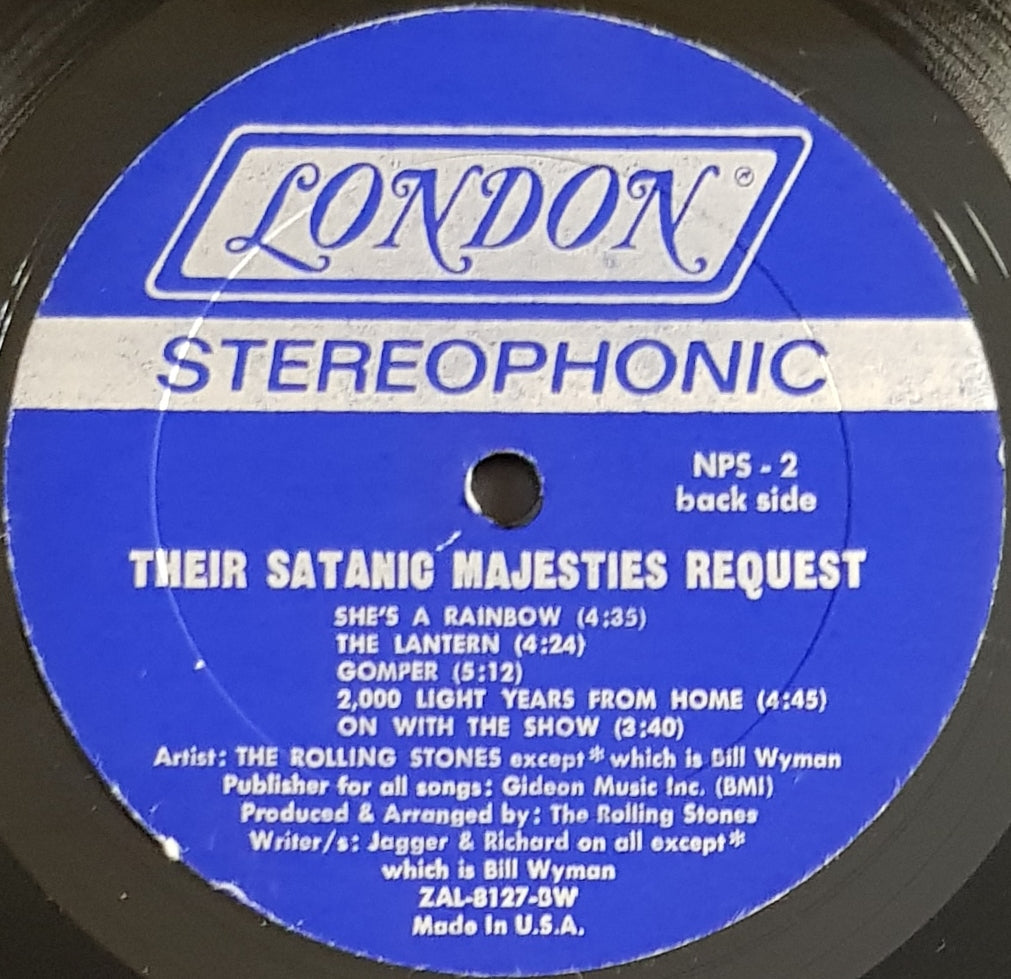 LONDON ®
STEREOPHONIC
NPS - 2
back side
THEIR SATANIC MAJESTIES REQUEST
SHE'S A RAINBOW (4:35)
THE LANTERN (4:24)
GOMPER (5:12)
2,000 LIGHT YEARS FROM HOME (4:45)
ON WITH THE SHOW (3:40)
Artist: THE ROLLING STONES except* which is Bill Wyman
Publisher for all songs: Gideon Music Inc. (BMI)
Produced & Arranged by: The Rolling Stones
Writer/s: Jagger & Richard on all except*
which is Bill Wyman
ZAL-8127-BW
Made In U.S.A.